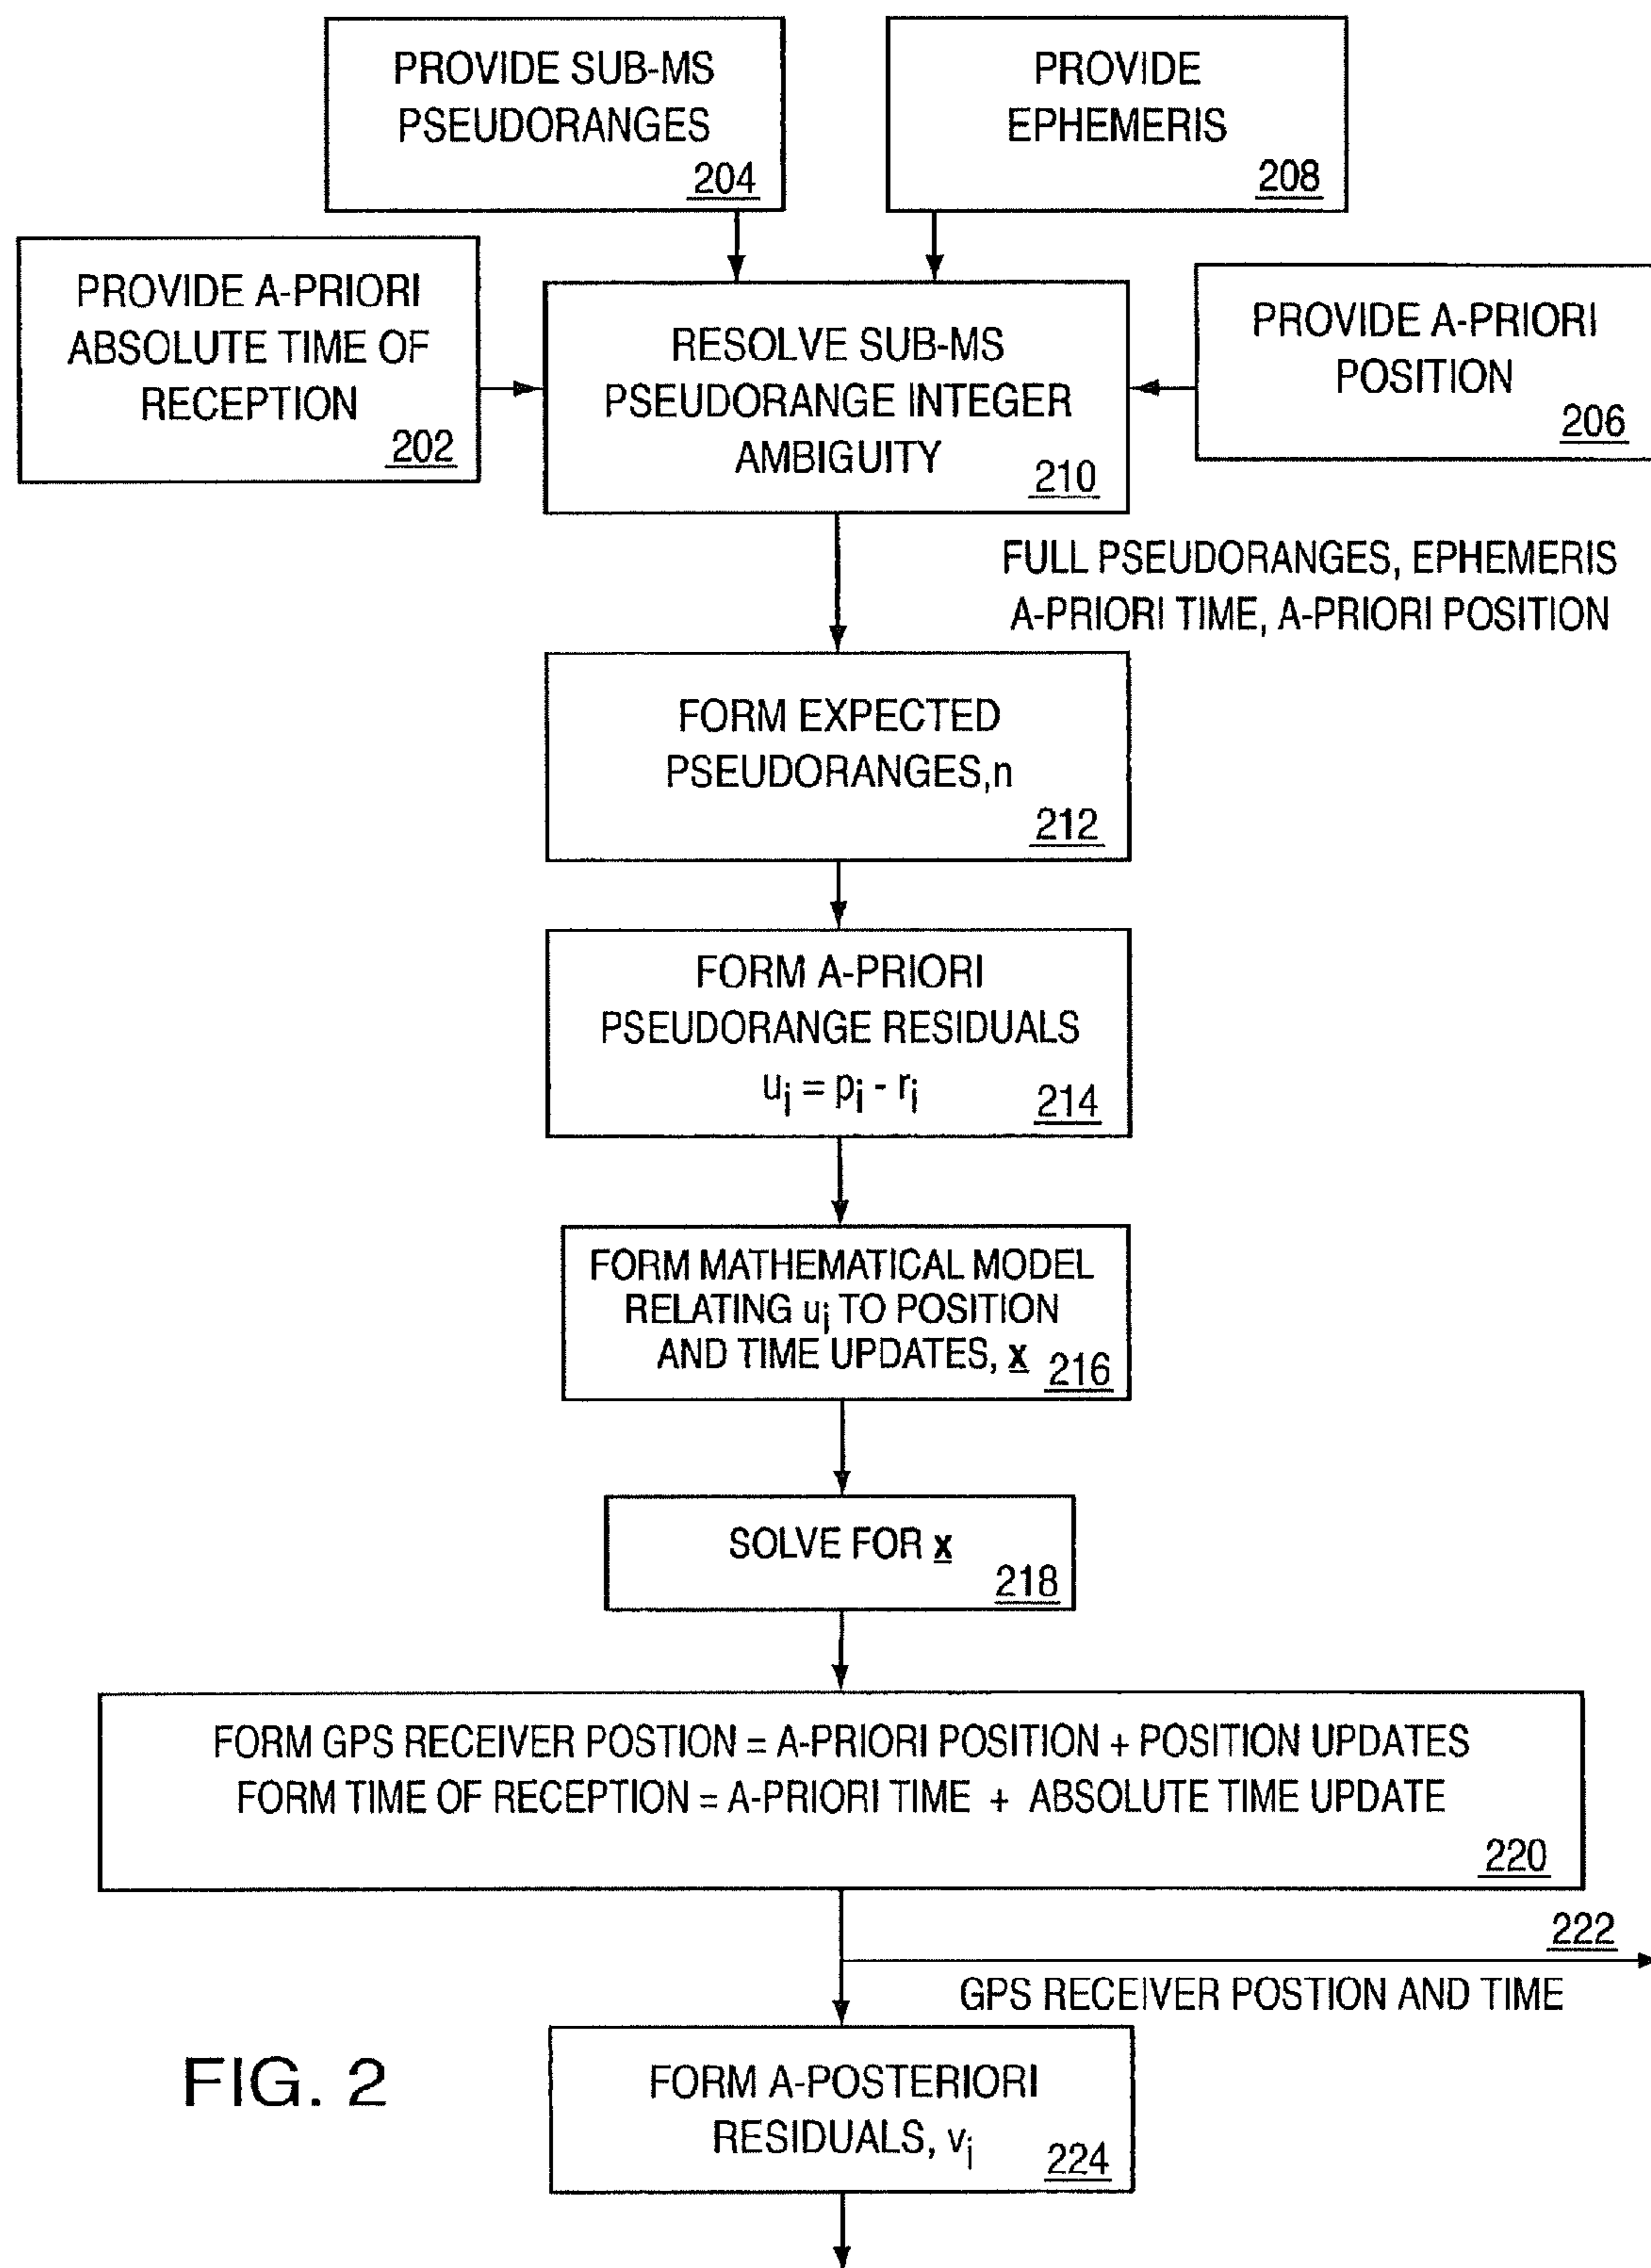 PROVIDE SUB-MS
PSEUDORANGES
204
PROVIDE
EPHEMERIS
208
PROVIDE A-PRIORI
ABSOLUTE TIME OF
RECEPTION
202
RESOLVE SUB-MS
PSEUDORANGE INTEGER
AMBIGUITY
210
PROVIDE A-PRIORI
POSITION
206
FULL PSEUDORANGES, EPHEMERIS
A-PRIORI TIME, A-PRIORI POSITION
FORM EXPECTED
PSEUDORANGES,n
212
FORM A-PRIORI
PSEUDORANGE RESIDUALS
ui = pi - ri
214
FORM MATHEMATICAL MODEL
RELATING ui TO POSITION
AND TIME UPDATES, x
216
SOLVE FOR x
218
FORM GPS RECEIVER POSTION = A-PRIORI POSITION + POSITION UPDATES
FORM TIME OF RECEPTION = A-PRIORI TIME + ABSOLUTE TIME UPDATE
220
222
GPS RECEIVER POSTION AND TIME
FORM A-POSTERIORI
RESIDUALS, vi
224
FIG. 2